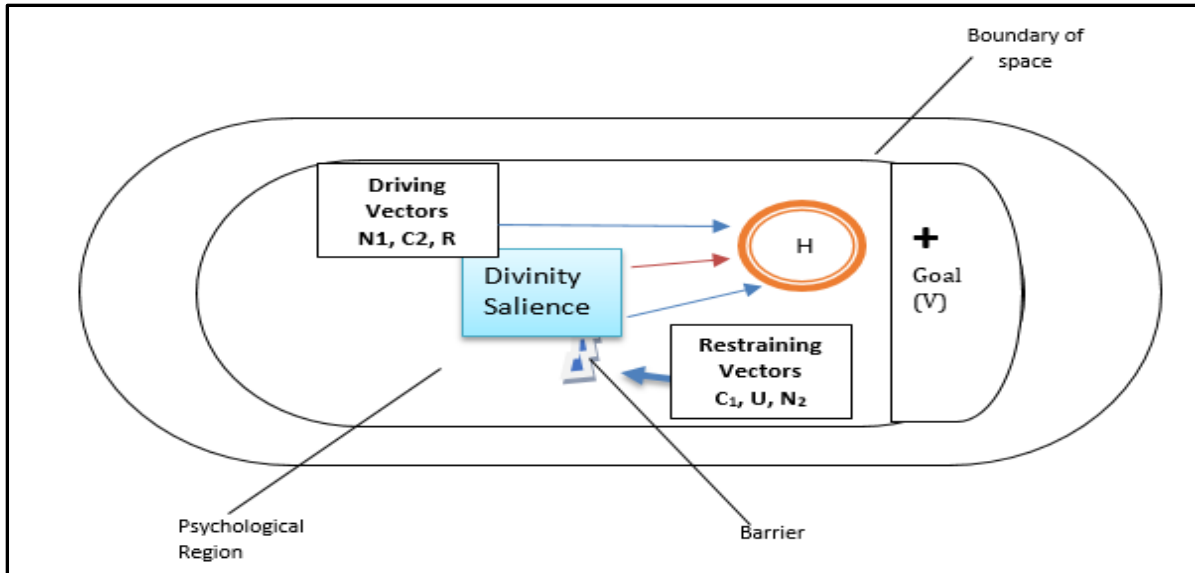 Boundary of
space
Driving
Vectors
N1, C2, R
H
+
Goal
(V)
Divinity
Salience
Restraining
Vectors
C₁, U, N₂
Psychological
Region
Barrier